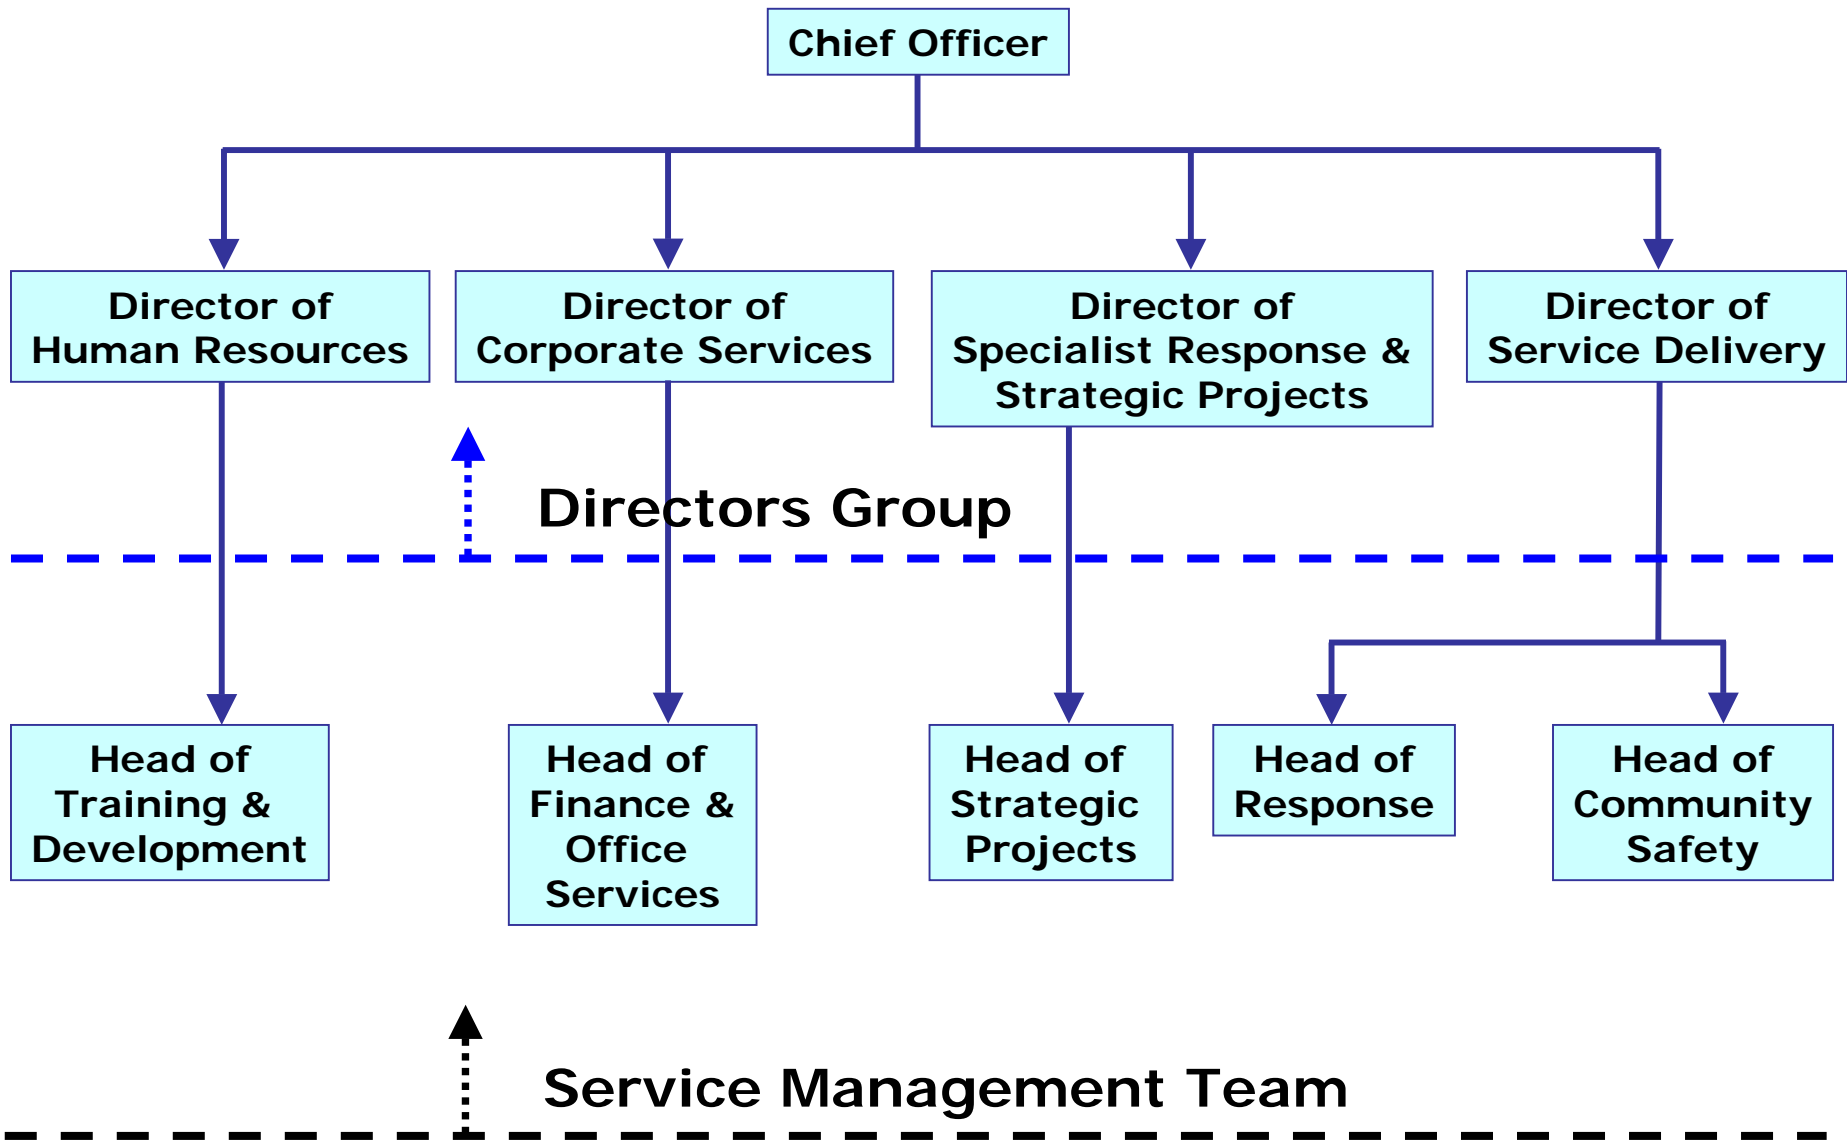 Chief Officer
Director of
Human Resources
Director of
Corporate Services
Director of
Specialist Response &
Strategic Projects
Director of
Service Delivery
Directors Group
Head of
Training &
Development
Head of
Finance &
Office
Services
Head of
Strategic
Projects
Head of
Response
Head of
Community
Safety
Service Management Team